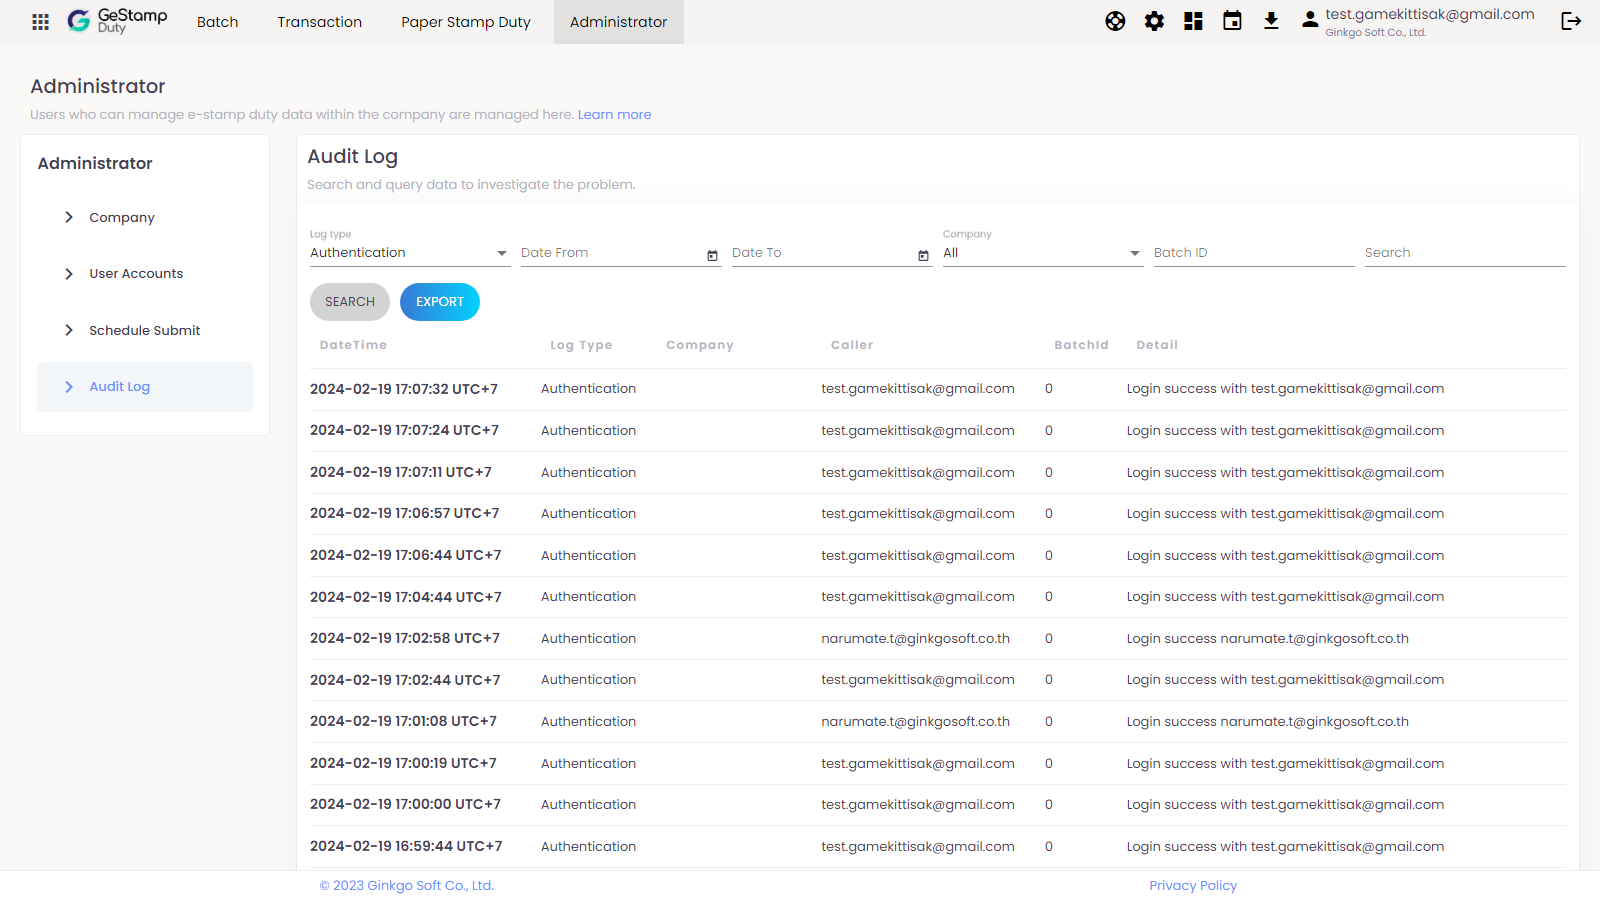 GeStamp
Duty
Batch
Transaction
Paper Stamp Duty
Administrator
test.gamekittisak@gmail.com
Ginkgo Soft Co., Ltd.
Administrator
Users who can manage e-stamp duty data within the company are managed here. Learn more
Administrator
Company
User Accounts
Schedule Submit
Audit Log
Audit Log
Search and query data to investigate the problem.
Log type
Authentication
Date From
Date To
Company
All
Batch ID
Search
SEARCH
EXPORT
DateTime Log Type Company Caller BatchId Detail
2024-02-19 17:07:32 UTC+7 Authentication test.gamekittisak@gmail.com 0 Login success with test.gamekittisak@gmail.com
2024-02-19 17:07:24 UTC+7 Authentication test.gamekittisak@gmail.com 0 Login success with test.gamekittisak@gmail.com
2024-02-19 17:07:11 UTC+7 Authentication test.gamekittisak@gmail.com 0 Login success with test.gamekittisak@gmail.com
2024-02-19 17:06:57 UTC+7 Authentication test.gamekittisak@gmail.com 0 Login success with test.gamekittisak@gmail.com
2024-02-19 17:06:44 UTC+7 Authentication test.gamekittisak@gmail.com 0 Login success with test.gamekittisak@gmail.com
2024-02-19 17:04:44 UTC+7 Authentication test.gamekittisak@gmail.com 0 Login success with test.gamekittisak@gmail.com
2024-02-19 17:02:58 UTC+7 Authentication narumate.t@ginkgosoft.co.th 0 Login success narumate.t@ginkgosoft.co.th
2024-02-19 17:02:44 UTC+7 Authentication test.gamekittisak@gmail.com 0 Login success with test.gamekittisak@gmail.com
2024-02-19 17:01:08 UTC+7 Authentication narumate.t@ginkgosoft.co.th 0 Login success narumate.t@ginkgosoft.co.th
2024-02-19 17:00:19 UTC+7 Authentication test.gamekittisak@gmail.com 0 Login success with test.gamekittisak@gmail.com
2024-02-19 17:00:00 UTC+7 Authentication test.gamekittisak@gmail.com 0 Login success with test.gamekittisak@gmail.com
2024-02-19 16:59:44 UTC+7 Authentication test.gamekittisak@gmail.com 0 Login success with test.gamekittisak@gmail.com
© 2023 Ginkgo Soft Co., Ltd.
Privacy Policy